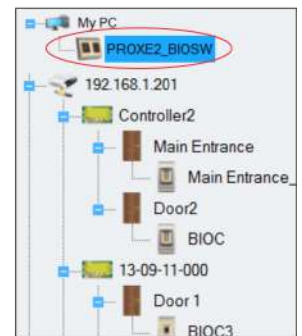 My PC
PROXE2_BIOSW
192.168.1.201
Controller2
Main Entrance
Main Entrance_
Door2
BIOC
13-09-11-000
Door 1
BIOC3